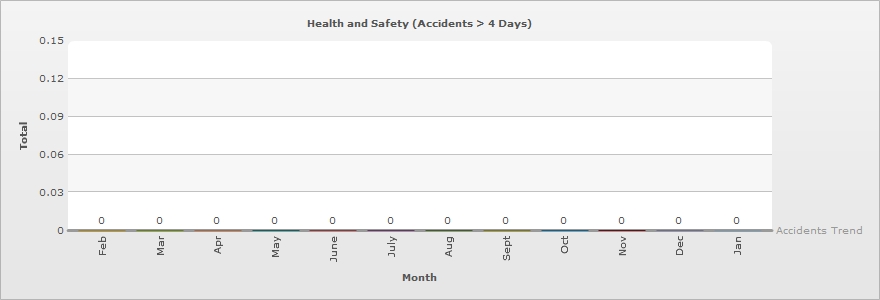 Health and Safety (Accidents > 4 Days)
0.15
0.12
0.09
0.06
0.03
0
Total
0 0 0 0 0 0 0 0 0 0 0 0
Accidents Trend
Feb Mar Apr May June July Aug Sept Oct Nov Dec Jan
Month